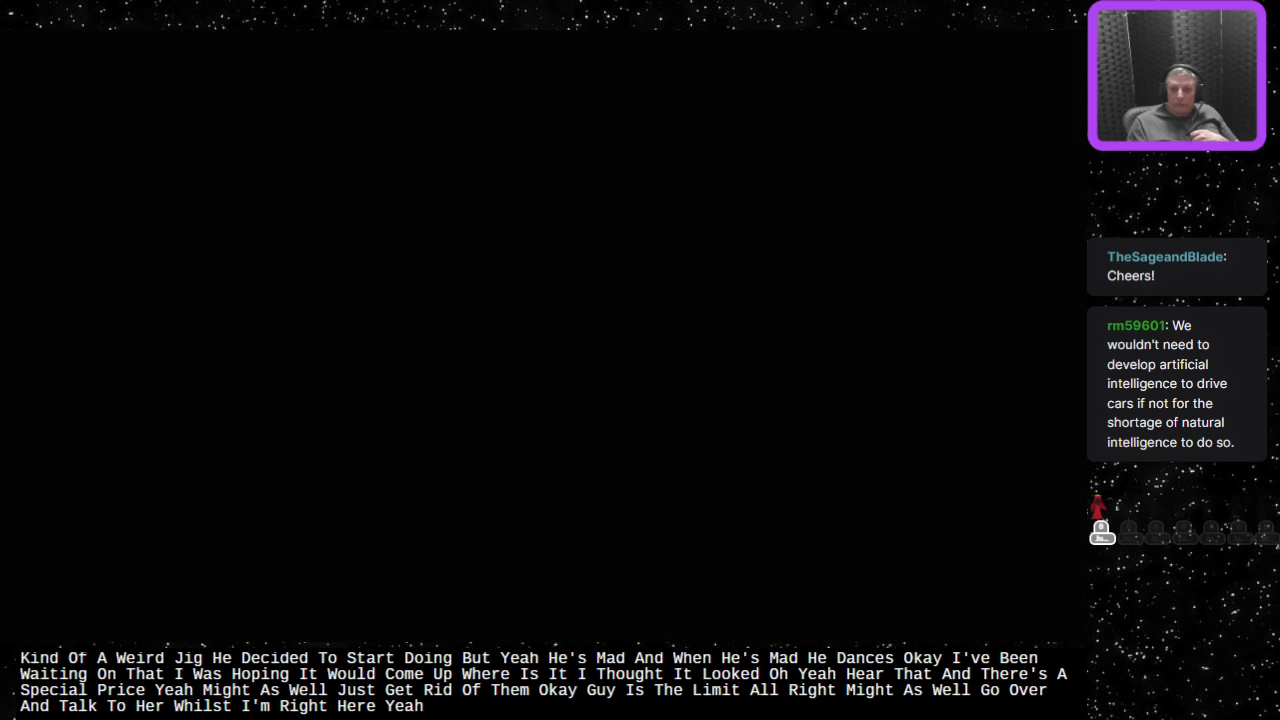 TheSageandBlade:
Cheers!
rm59601: We
wouldn't need to
develop artificial
intelligence to drive
cars if not for the
shortage of natural
intelligence to do so.
Kind Of A Weird Jig He Decided To Start Doing But Yeah He's Mad And When He's Mad He Dances Okay I've Been
Waiting On That I Was Hoping It Would Come Up Where Is It I Thought It Looked Oh Yeah Hear That And There's A
Special Price Yeah Might As Well Just Get Rid Of Them Okay Guy Is The Limit All Right Might As Well Go Over
And Talk To Her Whilst I'm Right Here Yeah